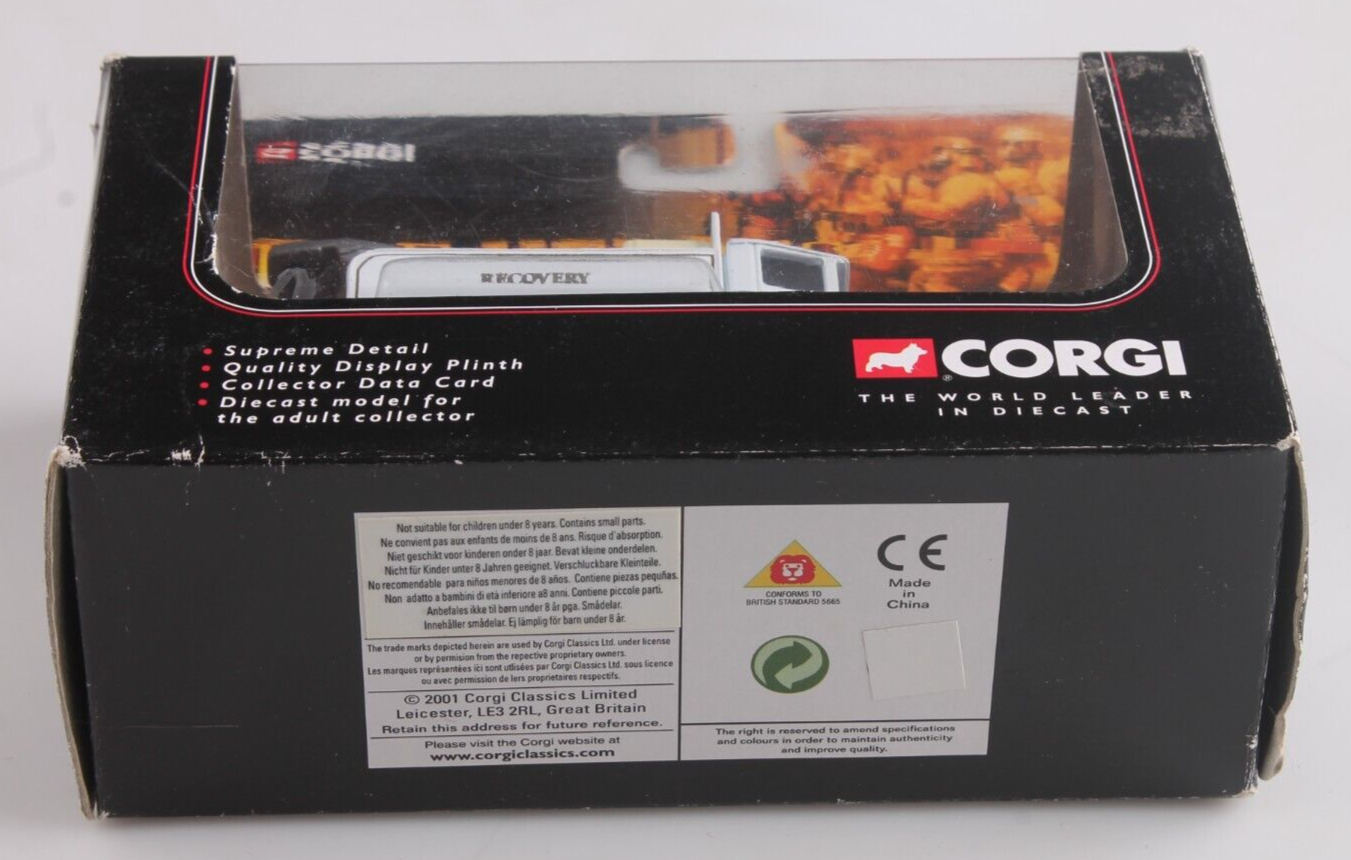 CORGI
RECOVERY
• Supreme Detail
• Quality Display Plinth
• Collector Data Card
• Diecast model for
the adult collector
CORGI
®
THE WORLD LEADER
IN DIECAST
Not suitable for children under 8 years. Contains small parts.
Ne convient pas aux enfants de moins de 8 ans. Risque d'absorption.
Niet geschikt voor kinderen onder 8 jaar. Bevat kleine onderdelen.
Nicht für Kinder unter 8 Jahren geeignet. Verschluckbare Kleinteile.
No recomendable para niños menores de 8 años. Contiene piezas pequñas.
Non adatto a bambini di età inferiore a8 anni. Contiene piccole parti.
Anbefales ikke til børn under 8 år pga. Smådelar.
Innehåller smådelar. Ej lämplig för barn under 8 år.
The trade marks depicted herein are used by Corgi Classics Ltd. under license
or by permision from the repective proprietary owners.
Les marques représentées ici sont utlisées par Corgi Classics Ltd. sous licence
ou avec permission de lers proprietaires respectifs.
© 2001 Corgi Classics Limited
Leicester, LE3 2RL, Great Britain
Retain this address for future reference.
Please visit the Corgi website at
www.corgiclassics.com
CONFORMS TO
BRITISH STANDARD 5665
CE
Made
in
China
The right is reserved to amend specifications
and colours in order to maintain authenticity
and improve quality.